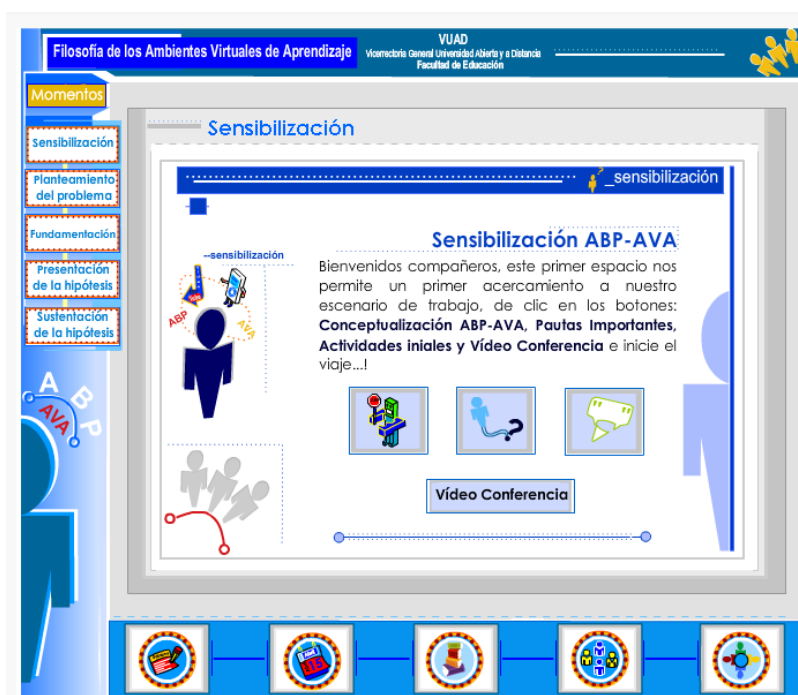 Filosofía de los Ambientes Virtuales de Aprendizaje
VUAD
Vicerrectoria General Universidad Abierta y a Distancia
Facultad de Educación
Momentos
Sensibilización
Planteamiento
del problema
Fundamentación
Presentación
de la hipótesis
Sustentación
de la hipótesis
ABP
AVA
Sensibilización
_sensibilización
--sensibilización
ABP
AVA
Sensibilización ABP-AVA
Bienvenidos compañeros, este primer espacio nos
permite un primer acercamiento a nuestro
escenario de trabajo, de clic en los botones:
Conceptualización ABP-AVA, Pautas Importantes,
Actividades iniales y Vídeo Conferencia e inicie el
viaje...!
Vídeo Conferencia